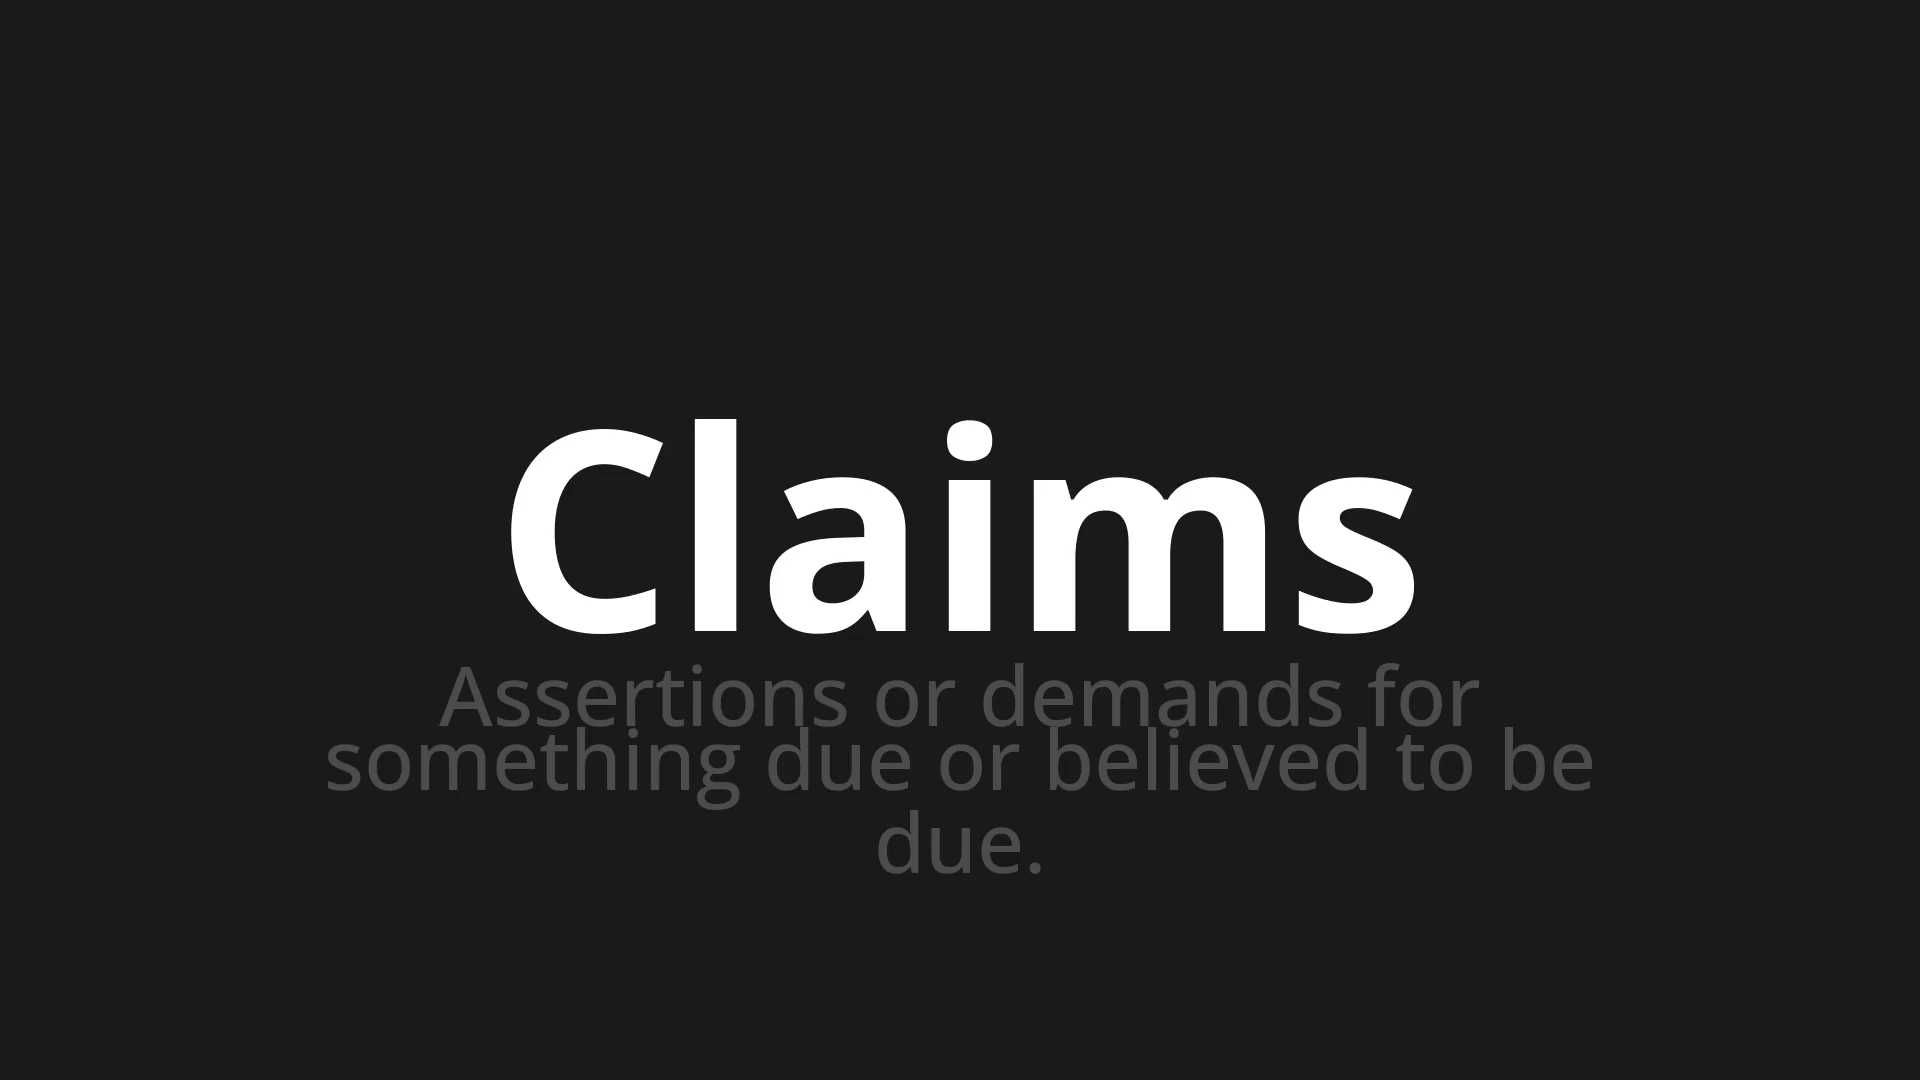 Claims
Assertions or demands for
something due or believed to be
due.